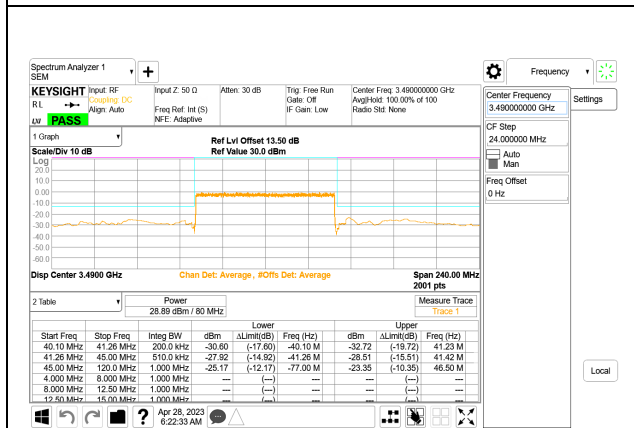 Spectrum Analyzer 1
SEM
+
Frequency
KEYSIGHT
Input: RF
Coupling: DC
Align: Auto
Input Z: 50 Ω
Freq Ref: Int (S)
NFE: Adaptive
Atten: 30 dB
Trig: Free Run
Gate: Off
IF Gain: Low
Center Freq: 3.490000000 GHz
Avg|Hold: 100.00% of 100
Radio Std: None
R L
LXI PASS
Center Frequency
3.490000000 GHz
Settings
CF Step
24.000000 MHz
Auto
Man
Freq Offset
0 Hz
1 Graph
Scale/Div 10 dB
Ref Lvl Offset 13.50 dB
Ref Value 30.0 dBm
Log
20.0
10.0
0.00
-10.0
-20.0
-30.0
-40.0
-50.0
-60.0
Disp Center 3.4900 GHz
Chan Det: Average, #Offs Det: Average
Span 240.00 MHz
2001 pts
2 Table
Power
28.89 dBm / 80 MHz
Measure Trace
Trace 1
Lower Upper
Start Freq Stop Freq Integ BW dBm ΔLimit(dB) Freq (Hz) dBm ΔLimit(dB) Freq (Hz)
40.10 MHz 41.26 MHz 200.0 kHz -30.60 (-17.60) -40.10 M -32.72 (-19.72) 41.23 M
41.26 MHz 45.00 MHz 510.0 kHz -27.92 (-14.92) -41.26 M -28.51 (-15.51) 41.42 M
45.00 MHz 120.0 MHz 1.000 MHz -25.17 (-12.17) -77.00 M -23.35 (-10.35) 46.50 M
4.000 MHz 8.000 MHz 1.000 MHz --- (---) --- --- (---) ---
8.000 MHz 12.50 MHz 1.000 MHz --- (---) --- --- (---) ---
12.50 MHz 15.00 MHz 1.000 MHz --- (---) --- --- (---) ---
Local
?
Apr 28, 2023
6:22:33 AM